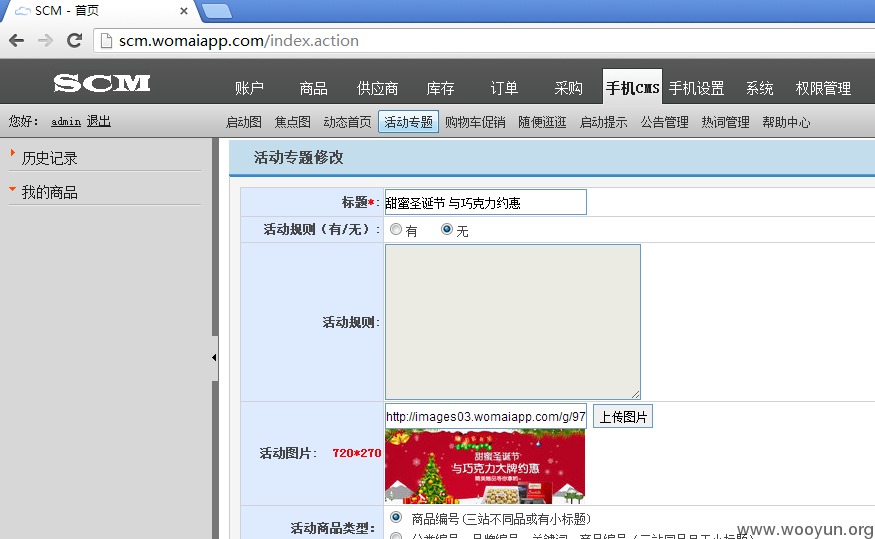 SCM - 首页
scm.womaiapp.com/index.action
SCM
账户 商品 供应商 库存 订单 采购 手机CMS 手机设置 系统 权限管理
您好： admin 退出
启动图 焦点图 动态首页 活动专题 购物车促销 随便逛逛 启动提示 公告管理 热词管理 帮助中心
历史记录
我的商品
活动专题修改
标题*: 甜蜜圣诞节 与巧克力约惠
活动规则（有/无）: 有 无
活动规则:
http://images03.womaiapp.com/g/97 上传图片
活动图片: 720*270
甜蜜圣诞节
与巧克力大牌约惠
活动商品类型: 商品编号(三站不同品或有小标题)
www.wooyun.org